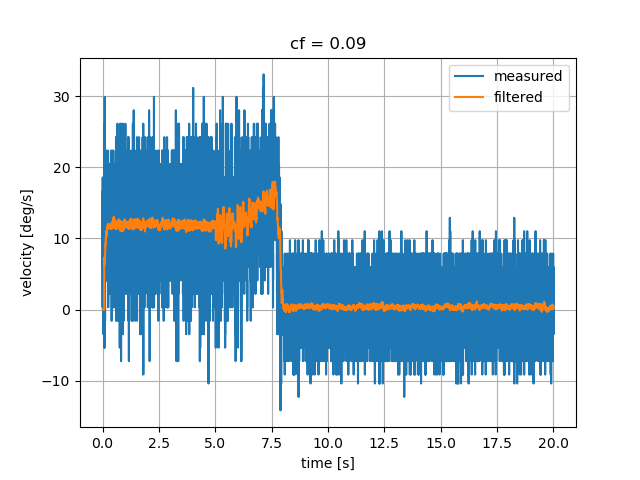 cf = 0.09
measured
filtered
30
20
10
0
−10
velocity [deg/s]
0.0 2.5 5.0 7.5 10.0 12.5 15.0 17.5 20.0
time [s]